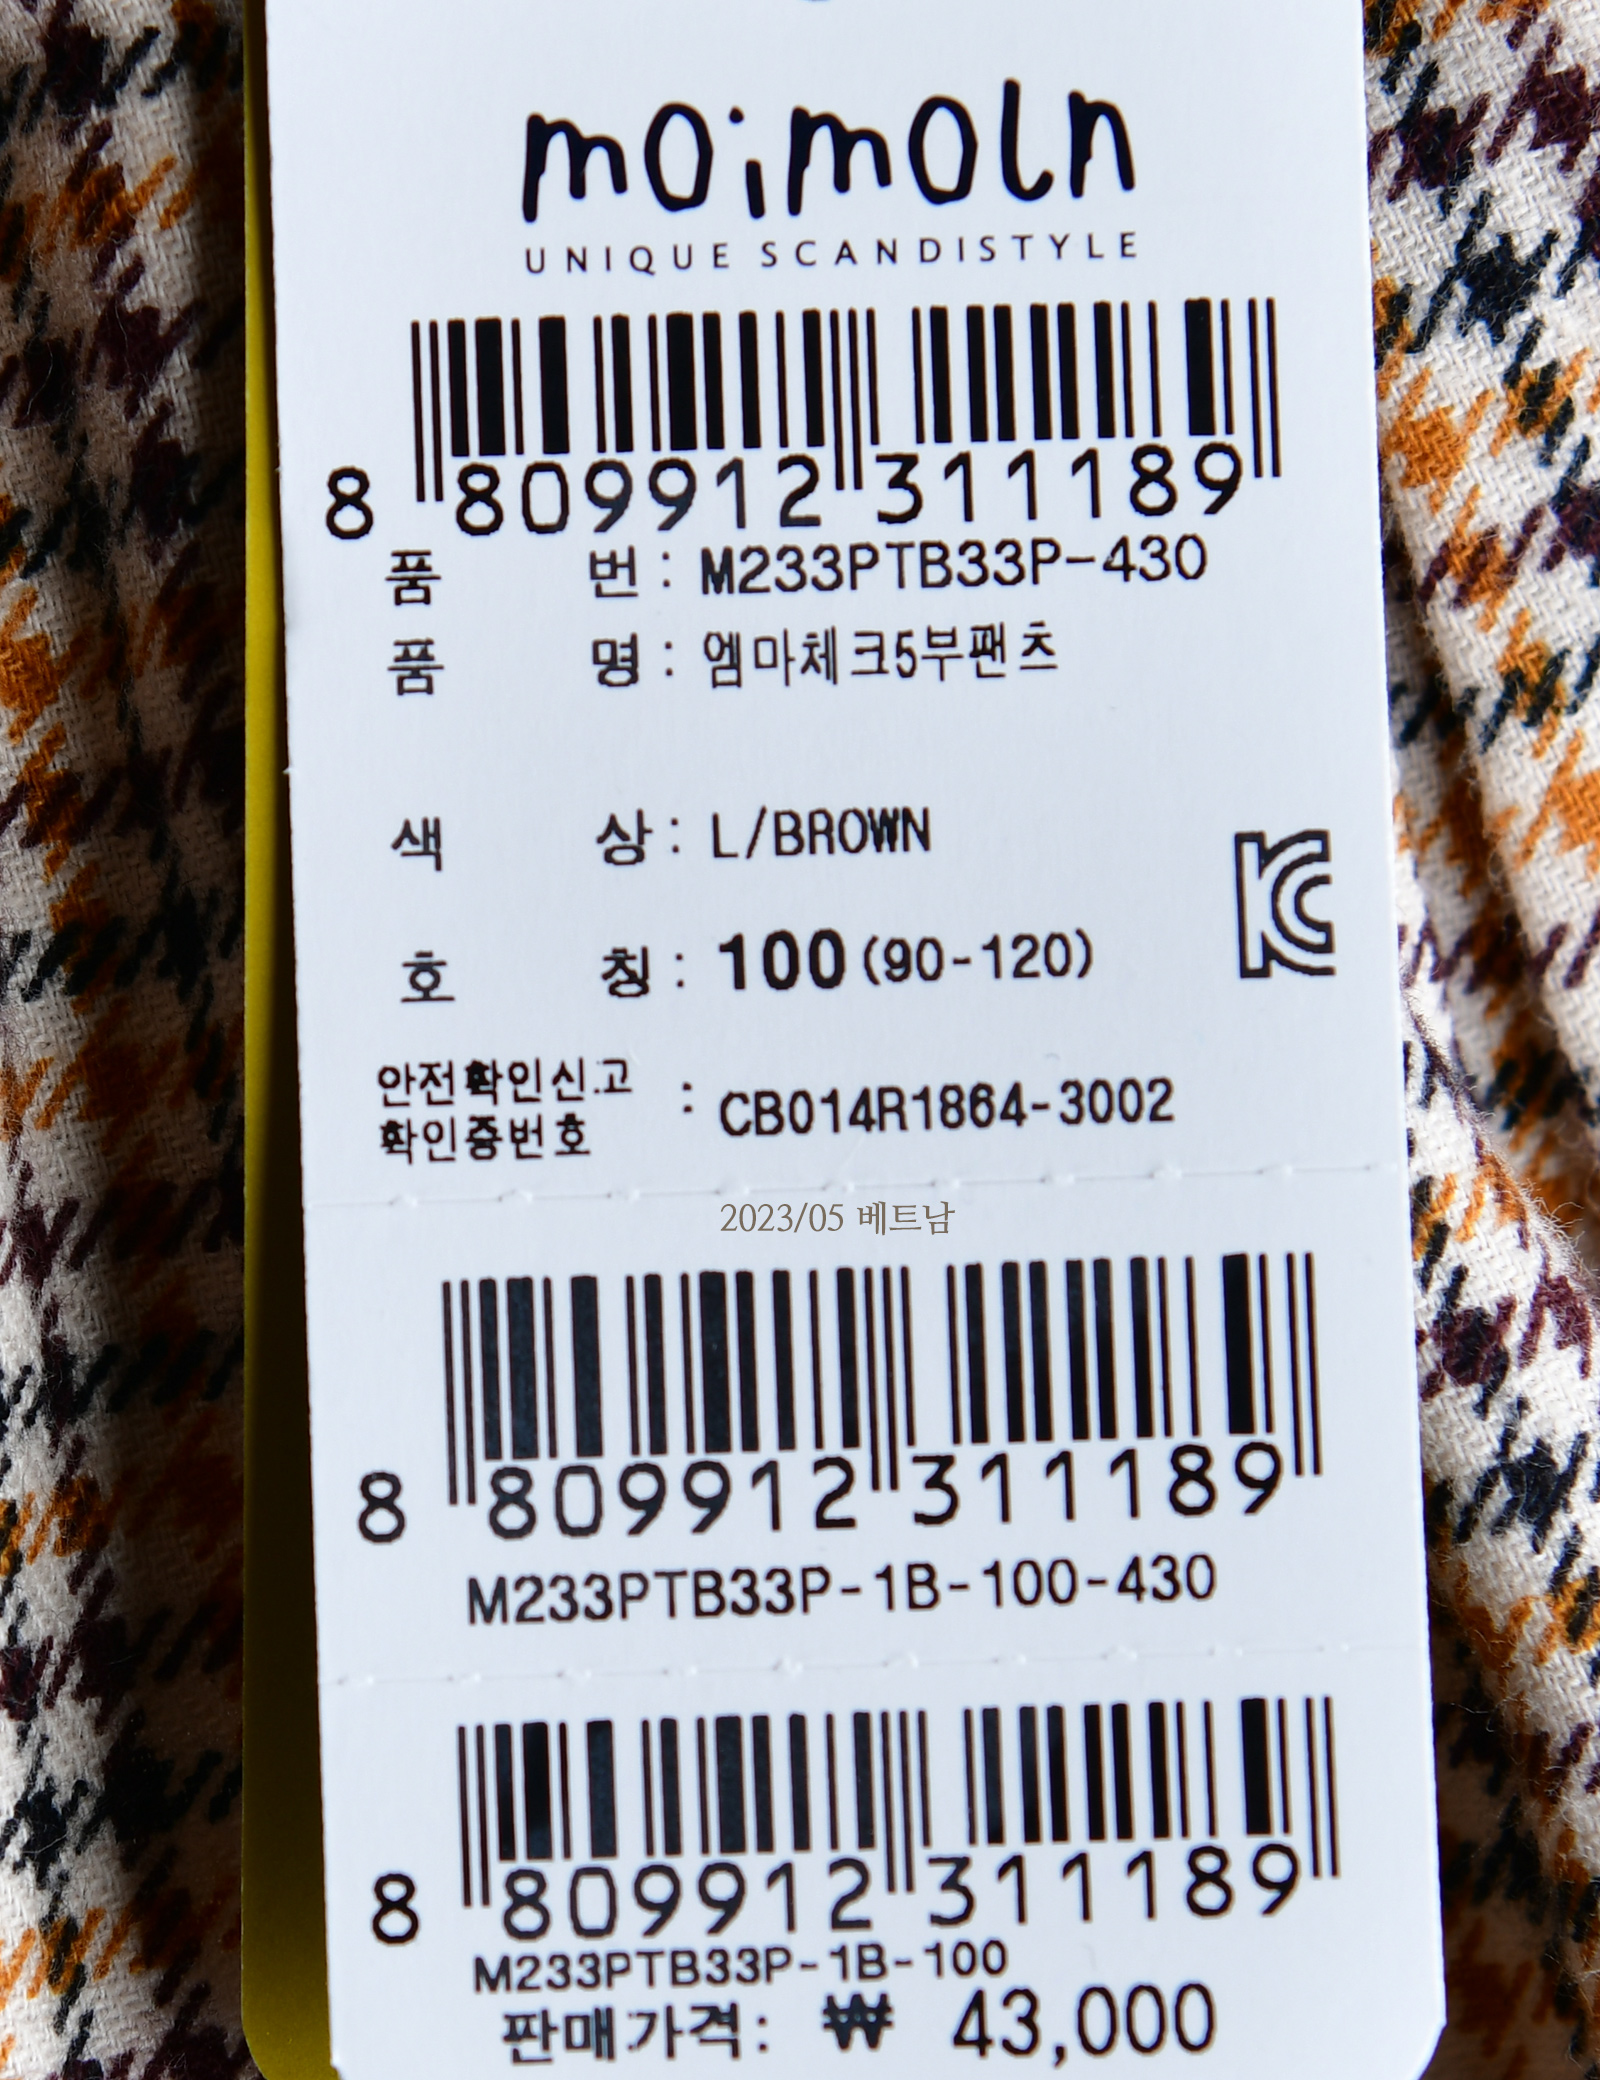 moimoln
UNIQUE SCANDISTYLE
8 809912 311189
품 번 : M233PTB33P-430
품 명 : 엠마체크5부팬츠
색 상 : L/BROWN
호 칭 : 100(90-120)
안전확인신고
확인증번호 : CB014R1864-3002
2023/05 베트남
8 809912 311189
M233PTB33P-1B-100-430
8 809912 311189
M233PTB33P-1B-100
판매가격: ₩ 43,000